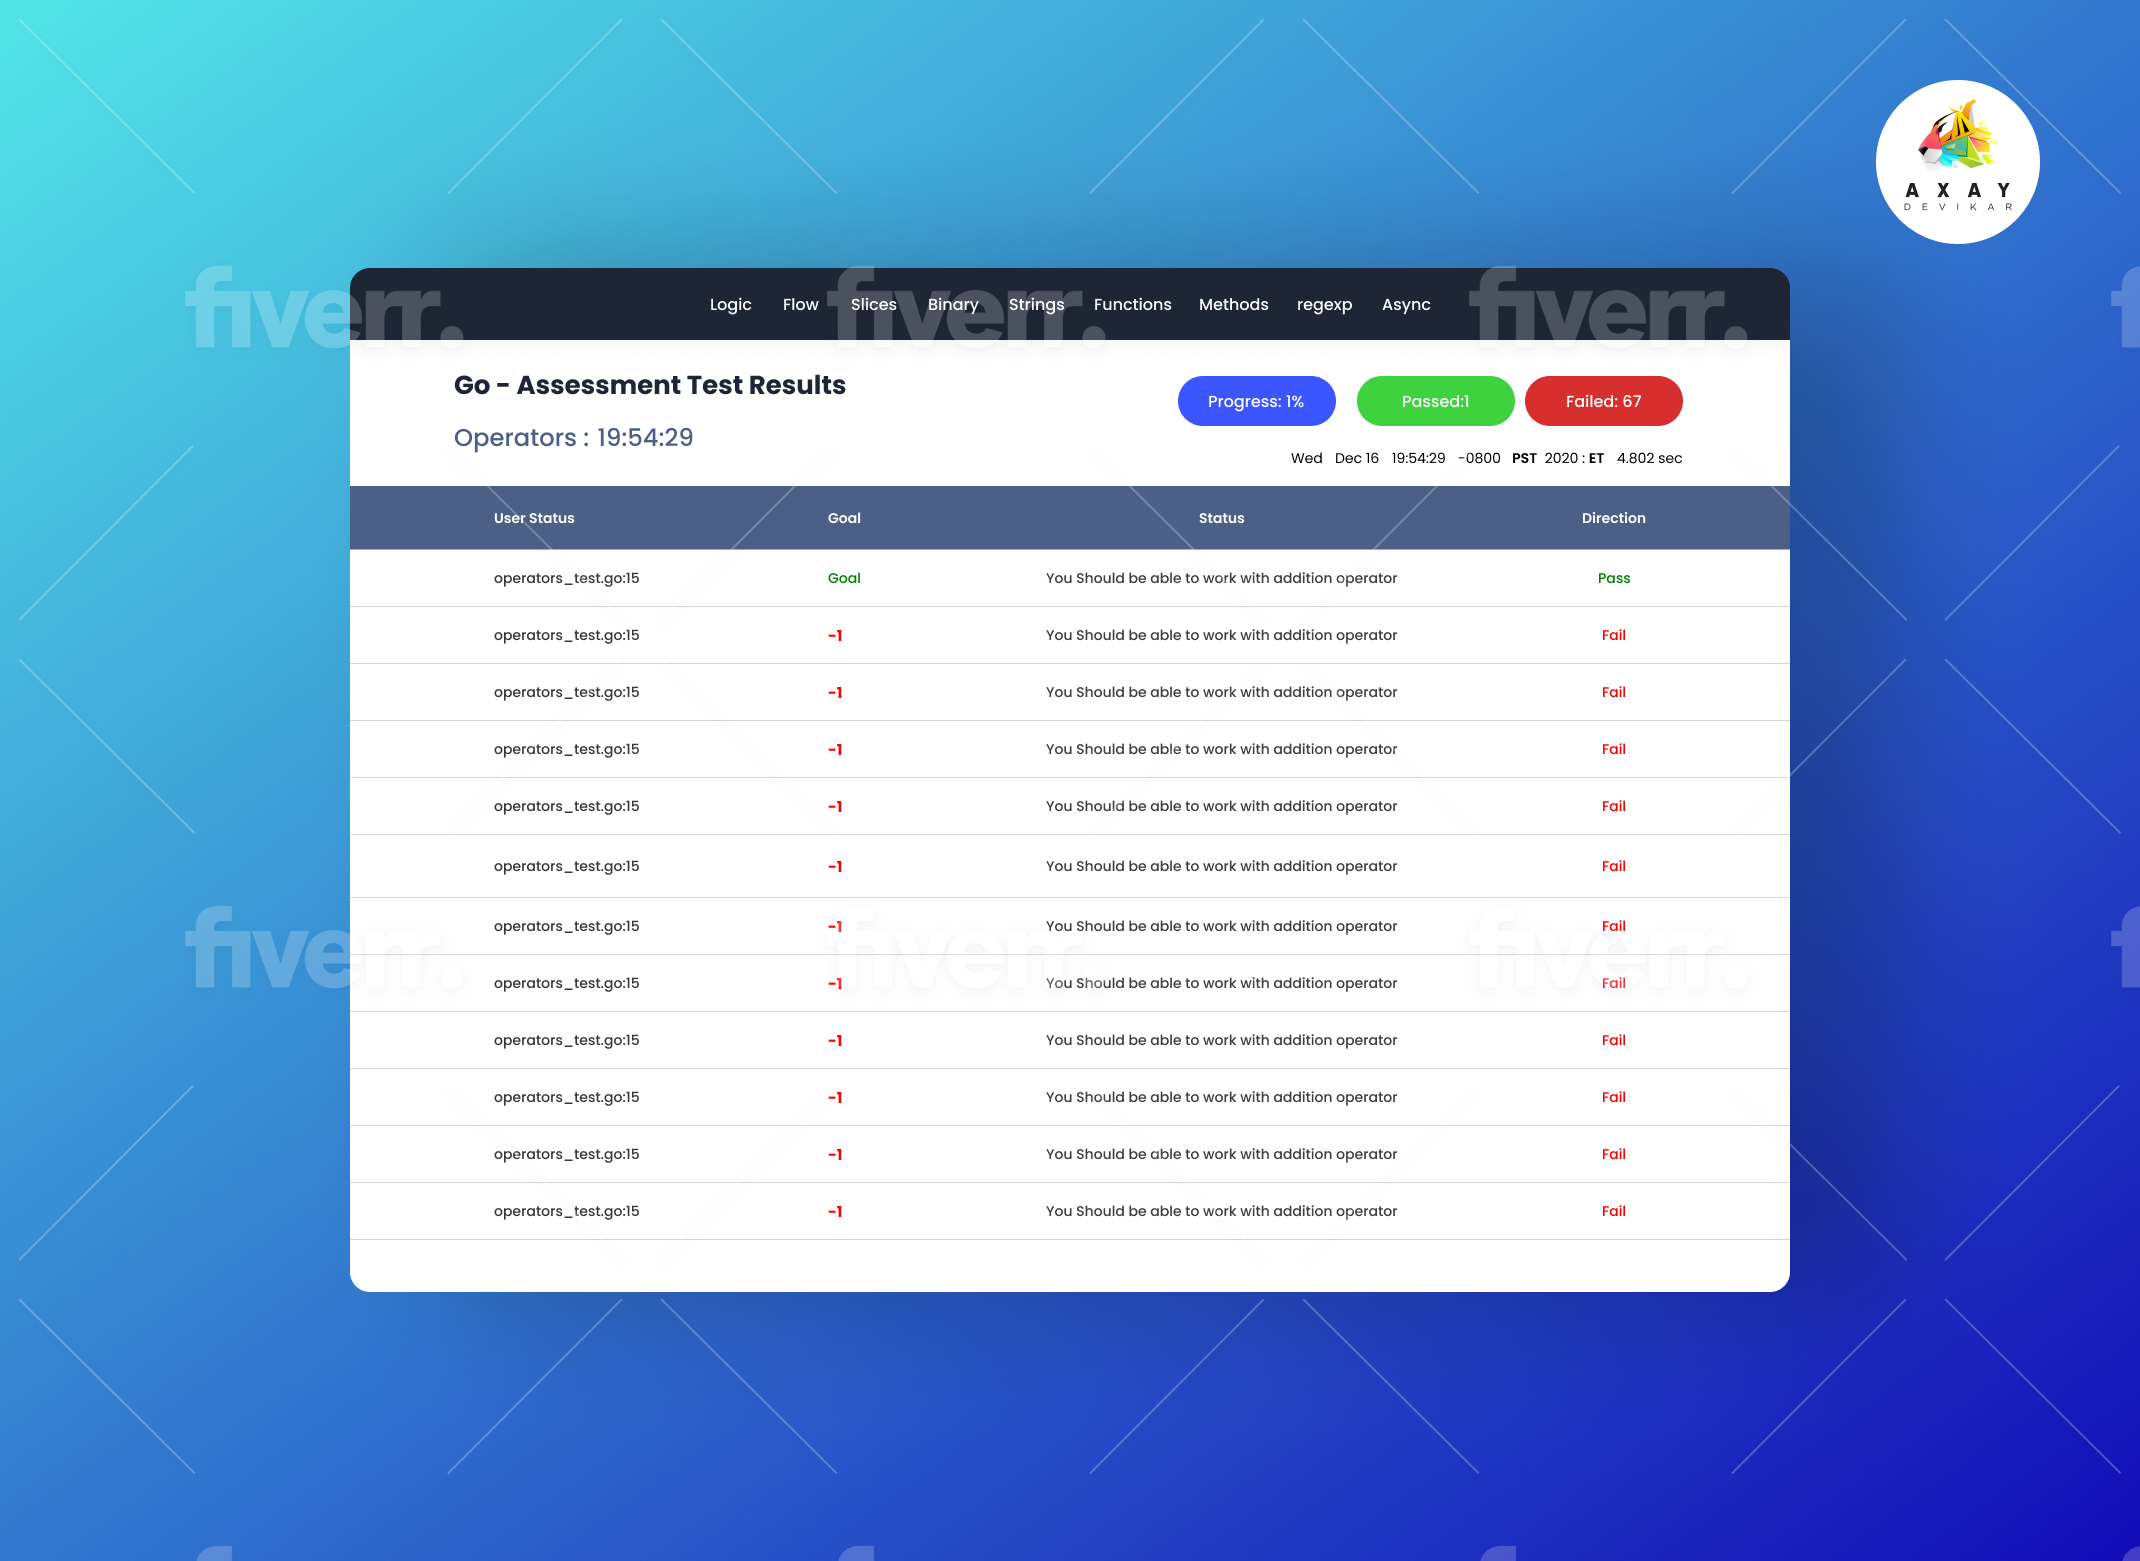 AXAY
DEVIKAR
fiverr. fiverr. fiverr.
Logic Flow Slices Binary Strings Functions Methods regexp Async
Go - Assessment Test Results
Progress: 1% Passed:1 Failed: 67
Operators : 19:54:29
Wed Dec 16 19:54:29 -0800 PST 2020 : ET 4.802 sec
User Status Goal Status Direction
operators_test.go:15 Goal You Should be able to work with addition operator Pass
operators_test.go:15 -1 You Should be able to work with addition operator Fail
operators_test.go:15 -1 You Should be able to work with addition operator Fail
operators_test.go:15 -1 You Should be able to work with addition operator Fail
operators_test.go:15 -1 You Should be able to work with addition operator Fail
operators_test.go:15 -1 You Should be able to work with addition operator Fail
operators_test.go:15 -1 You Should be able to work with addition operator Fail
fiverr. fiverr. fiverr.
operators_test.go:15 -1 You Should be able to work with addition operator Fail
operators_test.go:15 -1 You Should be able to work with addition operator Fail
operators_test.go:15 -1 You Should be able to work with addition operator Fail
operators_test.go:15 -1 You Should be able to work with addition operator Fail
operators_test.go:15 -1 You Should be able to work with addition operator Fail